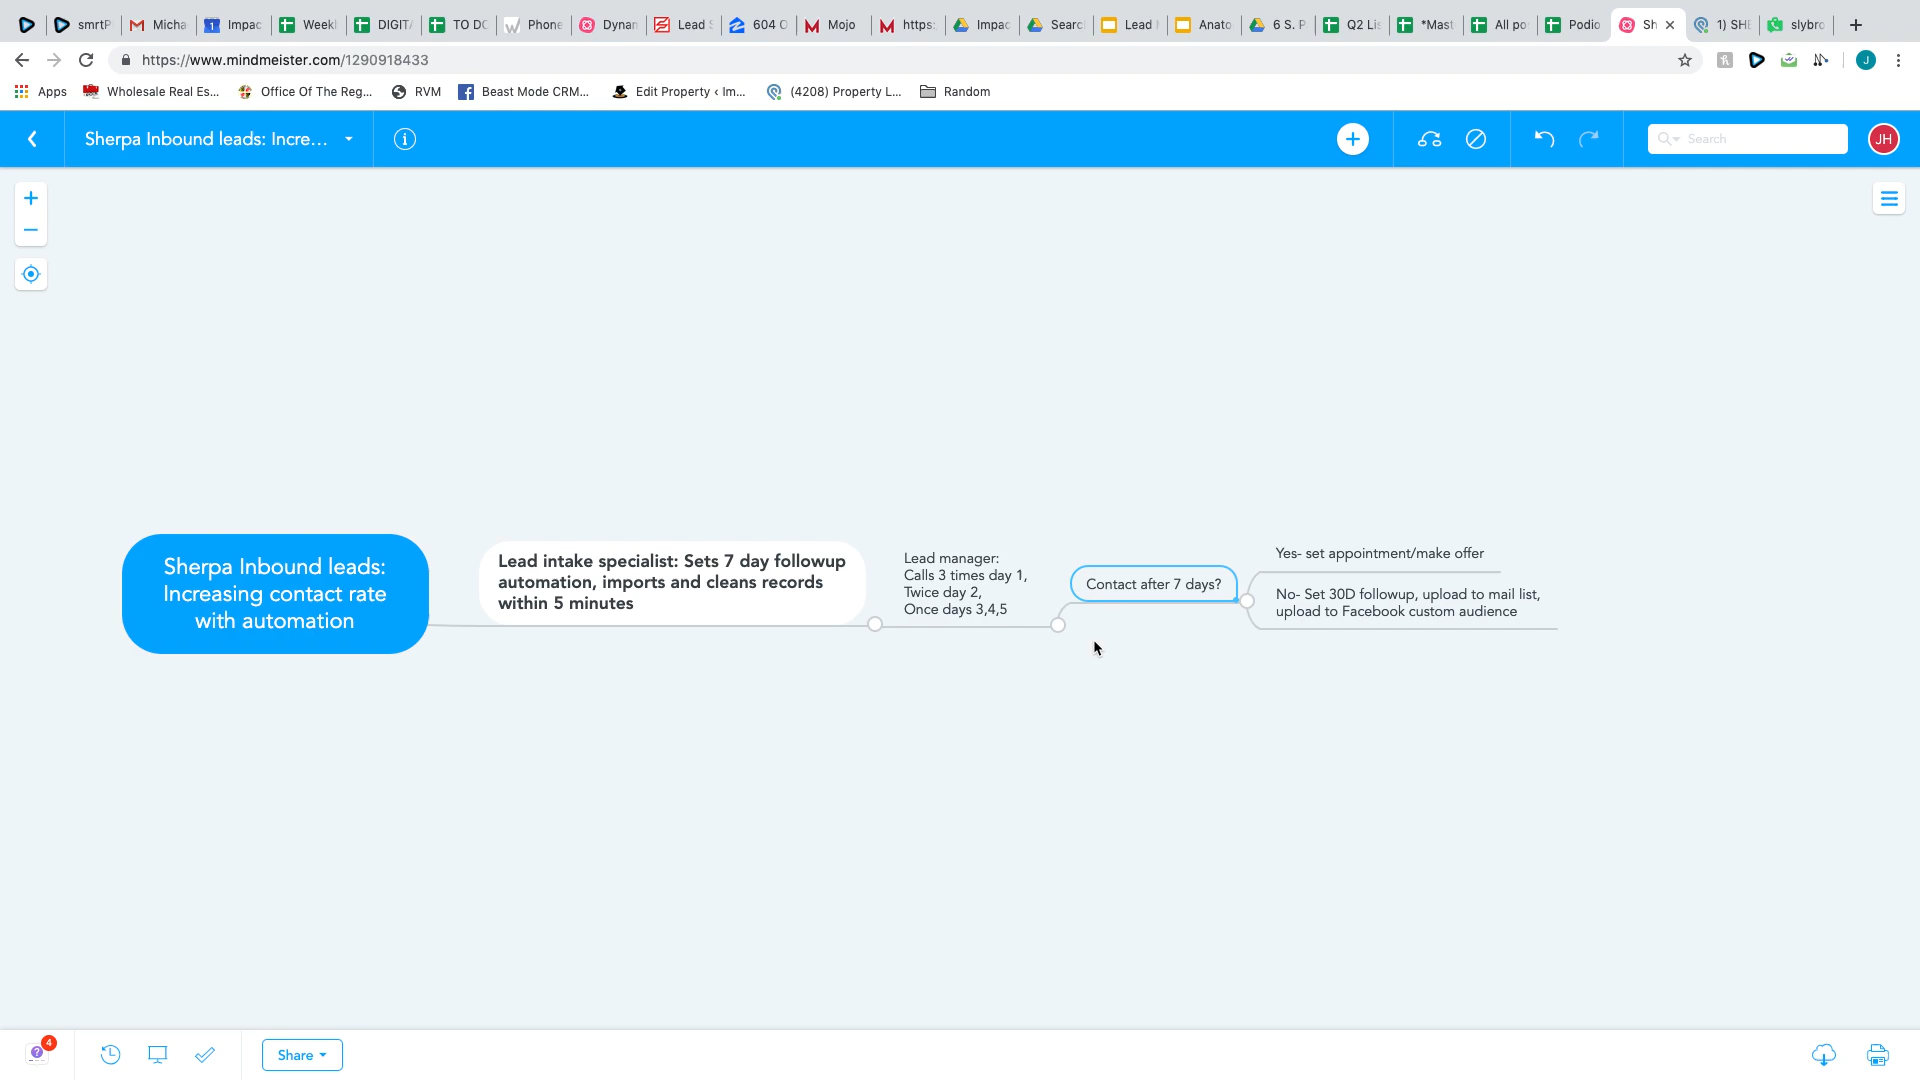 smrtP
Micha
Impac
Weekl
DIGIT
TO DO
Phone
Dynan
Lead S
604 O
Mojo
https:
Impac
Searc
Lead
Anato
6 S. P
Q2 Lis
*Mast
All po
Podio
Sh
1) SHE
slybro
https://www.mindmeister.com/1290918433
J
Apps
Wholesale Real Es...
Office Of The Reg...
RVM
Beast Mode CRM...
Edit Property ‹ Im...
(4208) Property L...
Random
Sherpa Inbound leads: Incre...
Search
JH
Sherpa Inbound leads:
Increasing contact rate
with automation
Lead intake specialist: Sets 7 day followup
automation, imports and cleans records
within 5 minutes
Lead manager:
Calls 3 times day 1,
Twice day 2,
Once days 3,4,5
Contact after 7 days?
Yes- set appointment/make offer
No- Set 30D followup, upload to mail list,
upload to Facebook custom audience
4
Share